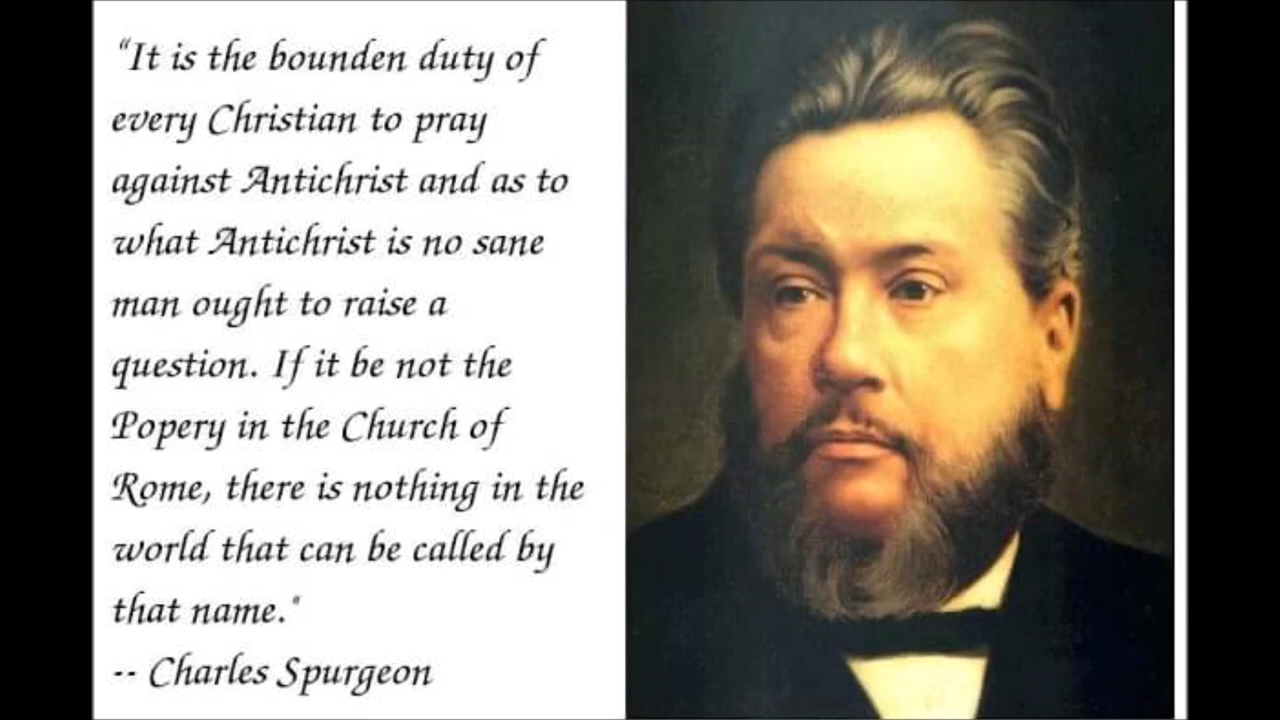 "It is the bounden duty of
every Christian to pray
against Antichrist and as to
what Antichrist is no sane
man ought to raise a
question. If it be not the
Popery in the Church of
Rome, there is nothing in the
world that can be called by
that name."
-- Charles Spurgeon